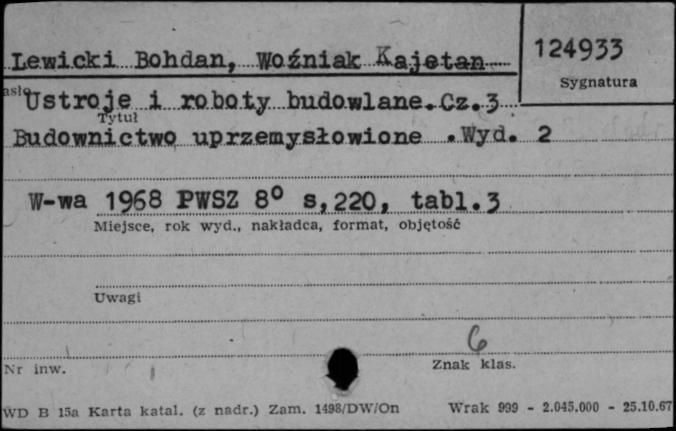 Lewicki Bohdan, Woźniak Kajetan
124933
Sygnatura
asło
Ustroje i roboty budowlane.Cz.3
Tytuł
Budownictwo uprzemysłowione .Wyd. 2
W-wa 1968 PWSZ 8° s,220, tabl.3
Miejsce, rok wyd., nakładca, format, objętość
Uwagi
6
Nr inw.
Znak klas.
WD B 15a Karta katal. (z nadr.) Zam. 1498/DW/On Wrak 999 - 2.045.000 - 25.10.67